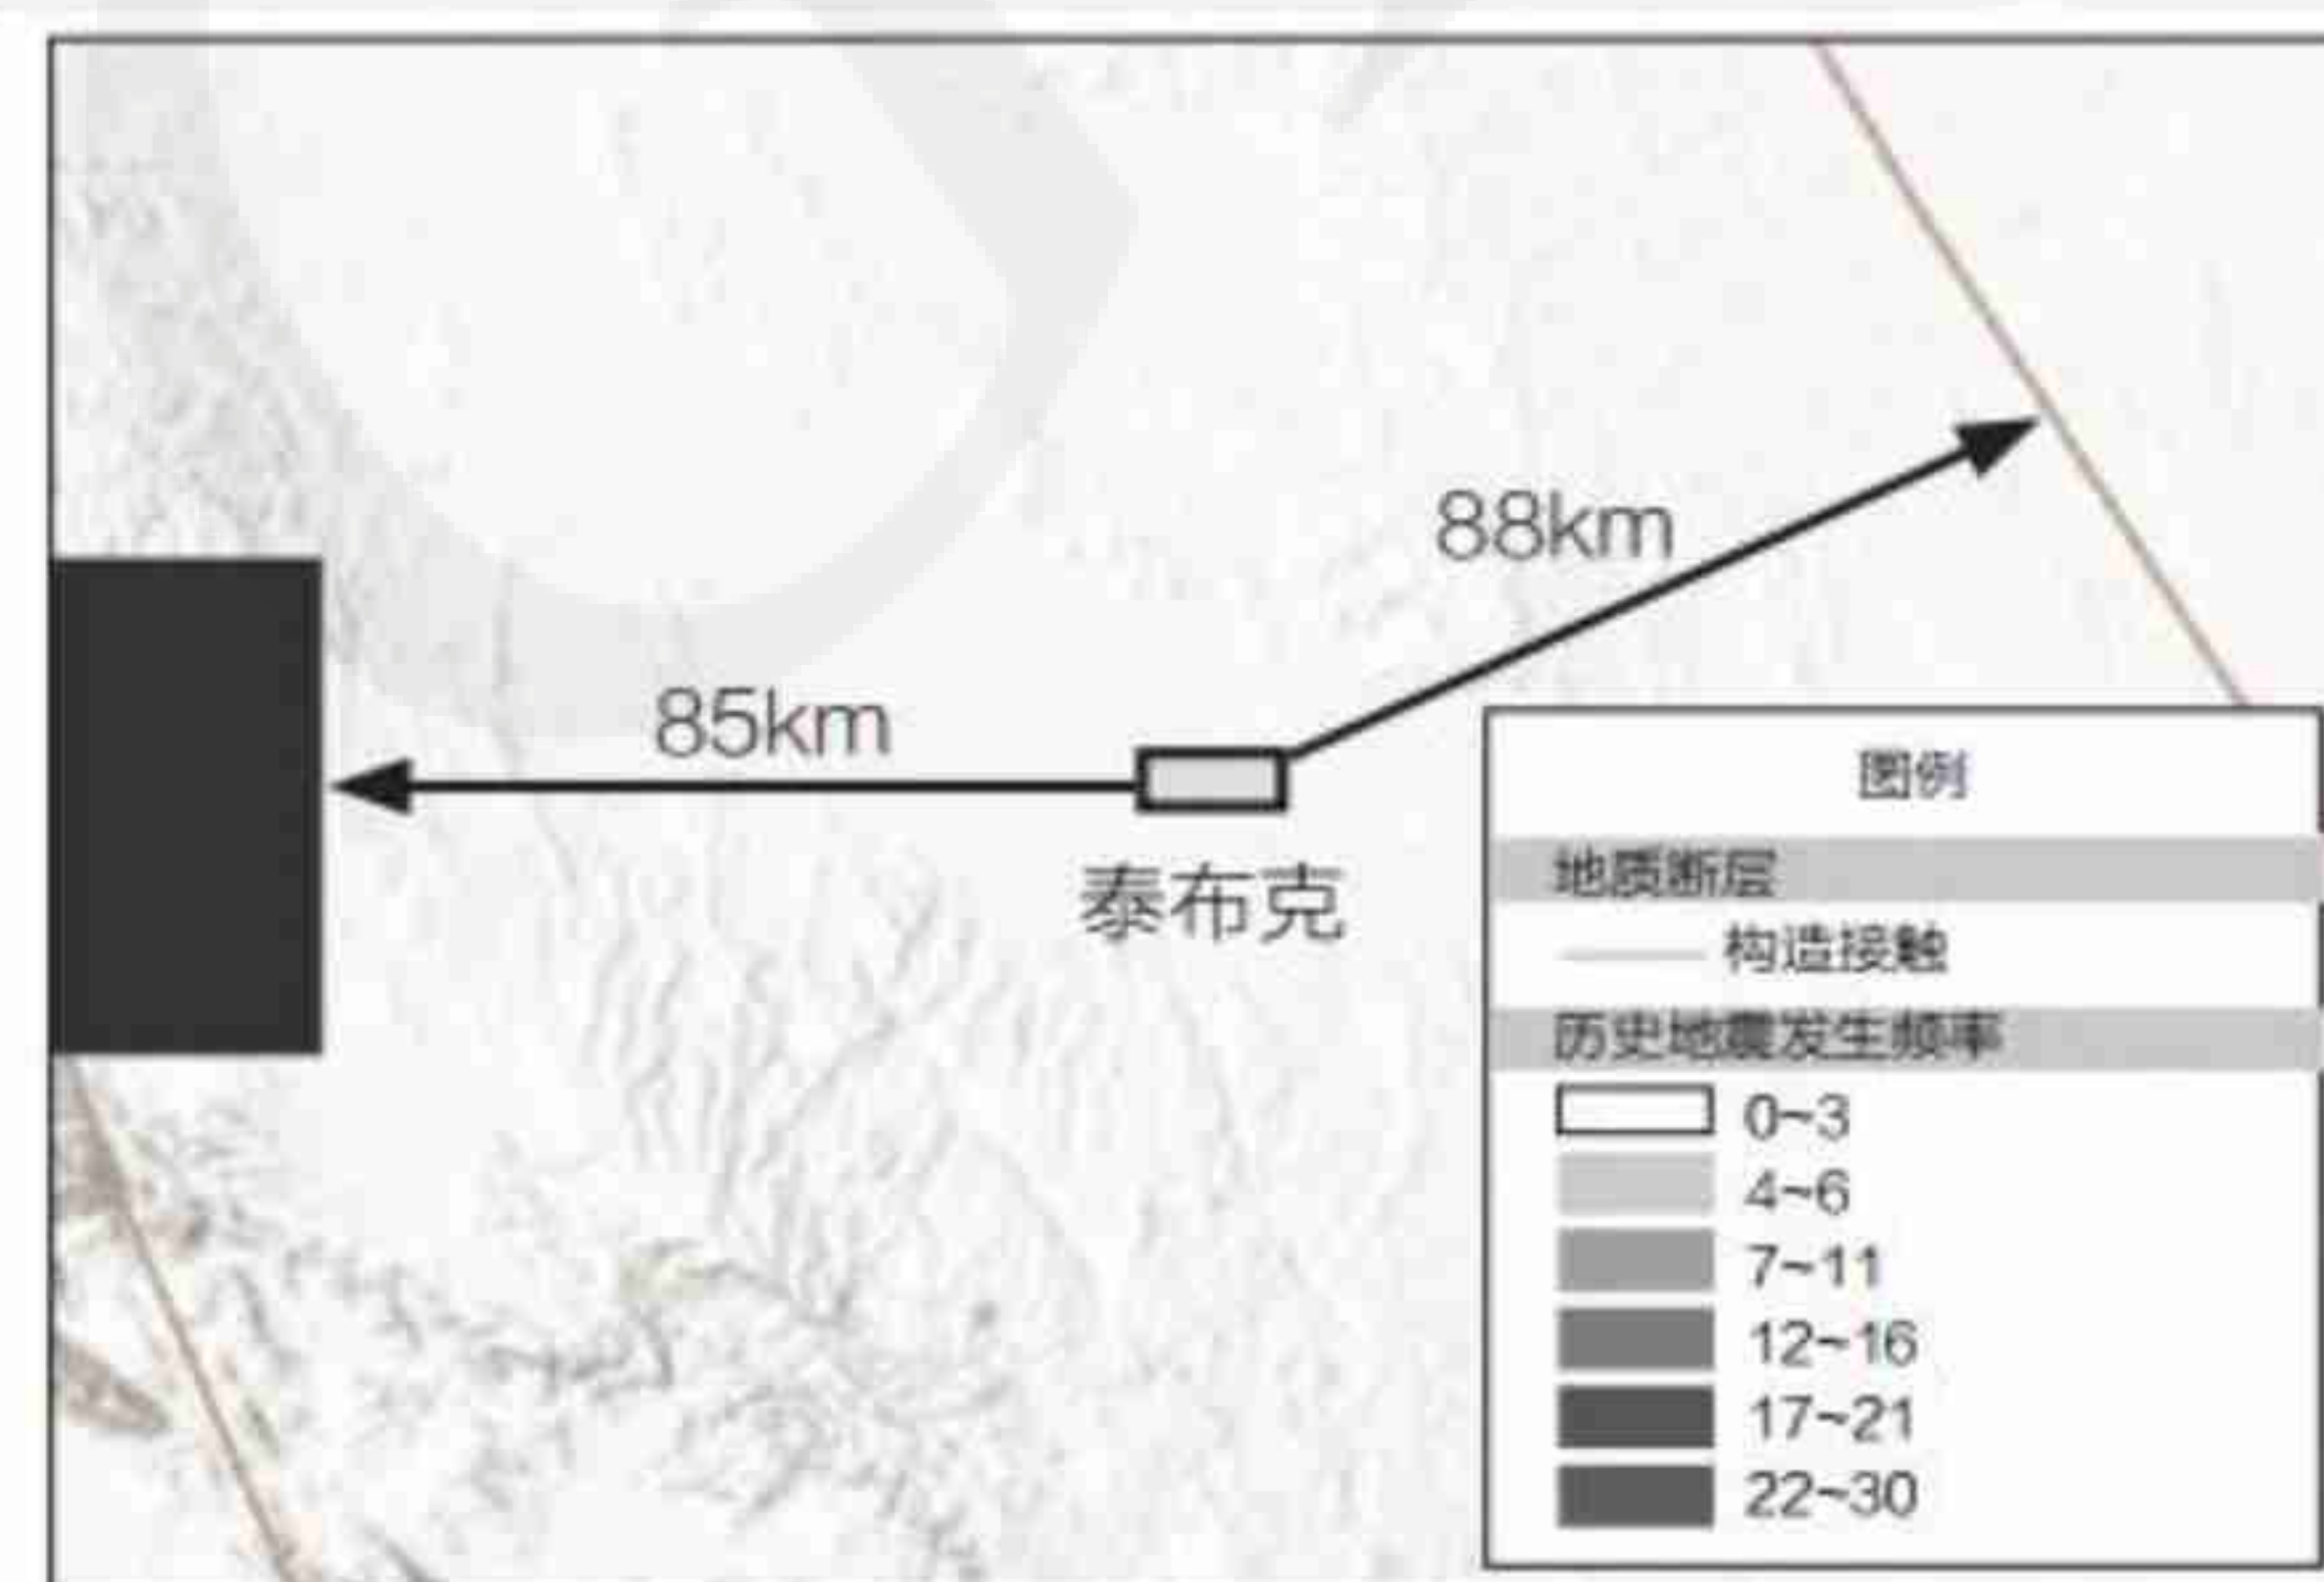 88km
85km
泰布克
图例
地质断层
构造接触
历史地震发生频率
0~3
4~6
7~11
12~16
17~21
22~30